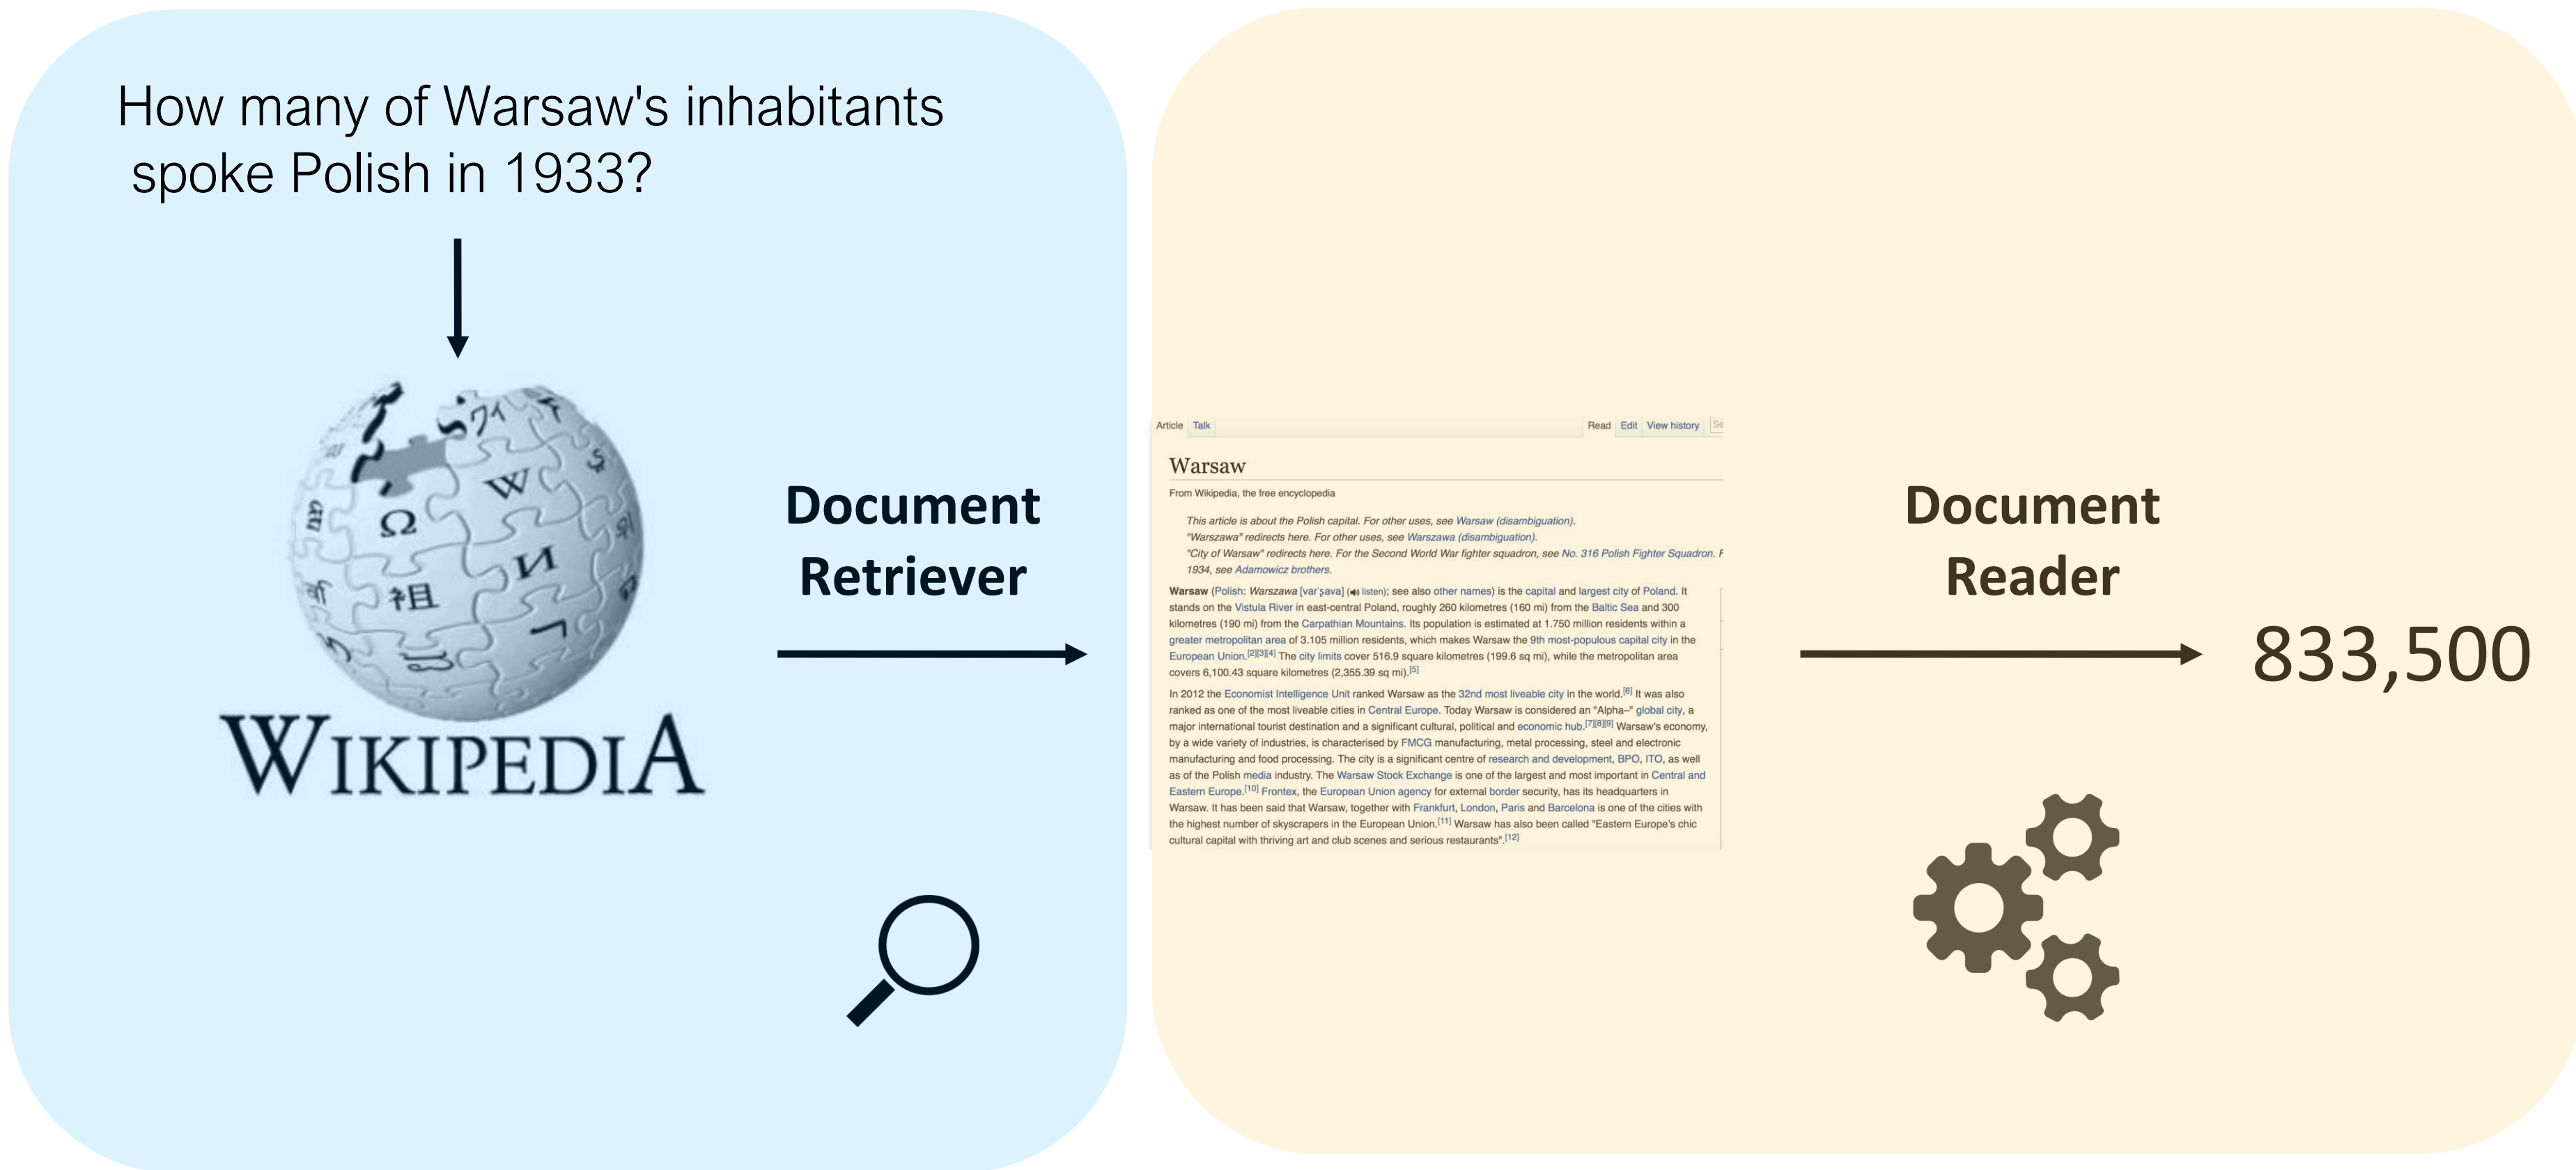 How many of Warsaw's inhabitants
spoke Polish in 1933?
WIKIPEDIA
Document
Retriever
Article Talk Read Edit View history Se
Warsaw
From Wikipedia, the free encyclopedia
This article is about the Polish capital. For other uses, see Warsaw (disambiguation).
"Warszawa" redirects here. For other uses, see Warszawa (disambiguation).
"City of Warsaw" redirects here. For the Second World War fighter squadron, see No. 316 Polish Fighter Squadron. F
1934, see Adamowicz brothers.
Warsaw (Polish: Warszawa [varˈʂava] (listen); see also other names) is the capital and largest city of Poland. It
stands on the Vistula River in east-central Poland, roughly 260 kilometres (160 mi) from the Baltic Sea and 300
kilometres (190 mi) from the Carpathian Mountains. Its population is estimated at 1.750 million residents within a
greater metropolitan area of 3.105 million residents, which makes Warsaw the 9th most-populous capital city in the
European Union.[2][3][4] The city limits cover 516.9 square kilometres (199.6 sq mi), while the metropolitan area
covers 6,100.43 square kilometres (2,355.39 sq mi).[5]
In 2012 the Economist Intelligence Unit ranked Warsaw as the 32nd most liveable city in the world.[6] It was also
ranked as one of the most liveable cities in Central Europe. Today Warsaw is considered an "Alpha–" global city, a
major international tourist destination and a significant cultural, political and economic hub.[7][8][9] Warsaw's economy,
by a wide variety of industries, is characterised by FMCG manufacturing, metal processing, steel and electronic
manufacturing and food processing. The city is a significant centre of research and development, BPO, ITO, as well
as of the Polish media industry. The Warsaw Stock Exchange is one of the largest and most important in Central and
Eastern Europe.[10] Frontex, the European Union agency for external border security, has its headquarters in
Warsaw. It has been said that Warsaw, together with Frankfurt, London, Paris and Barcelona is one of the cities with
the highest number of skyscrapers in the European Union.[11] Warsaw has also been called "Eastern Europe's chic
cultural capital with thriving art and club scenes and serious restaurants".[12]
Document
Reader
833,500